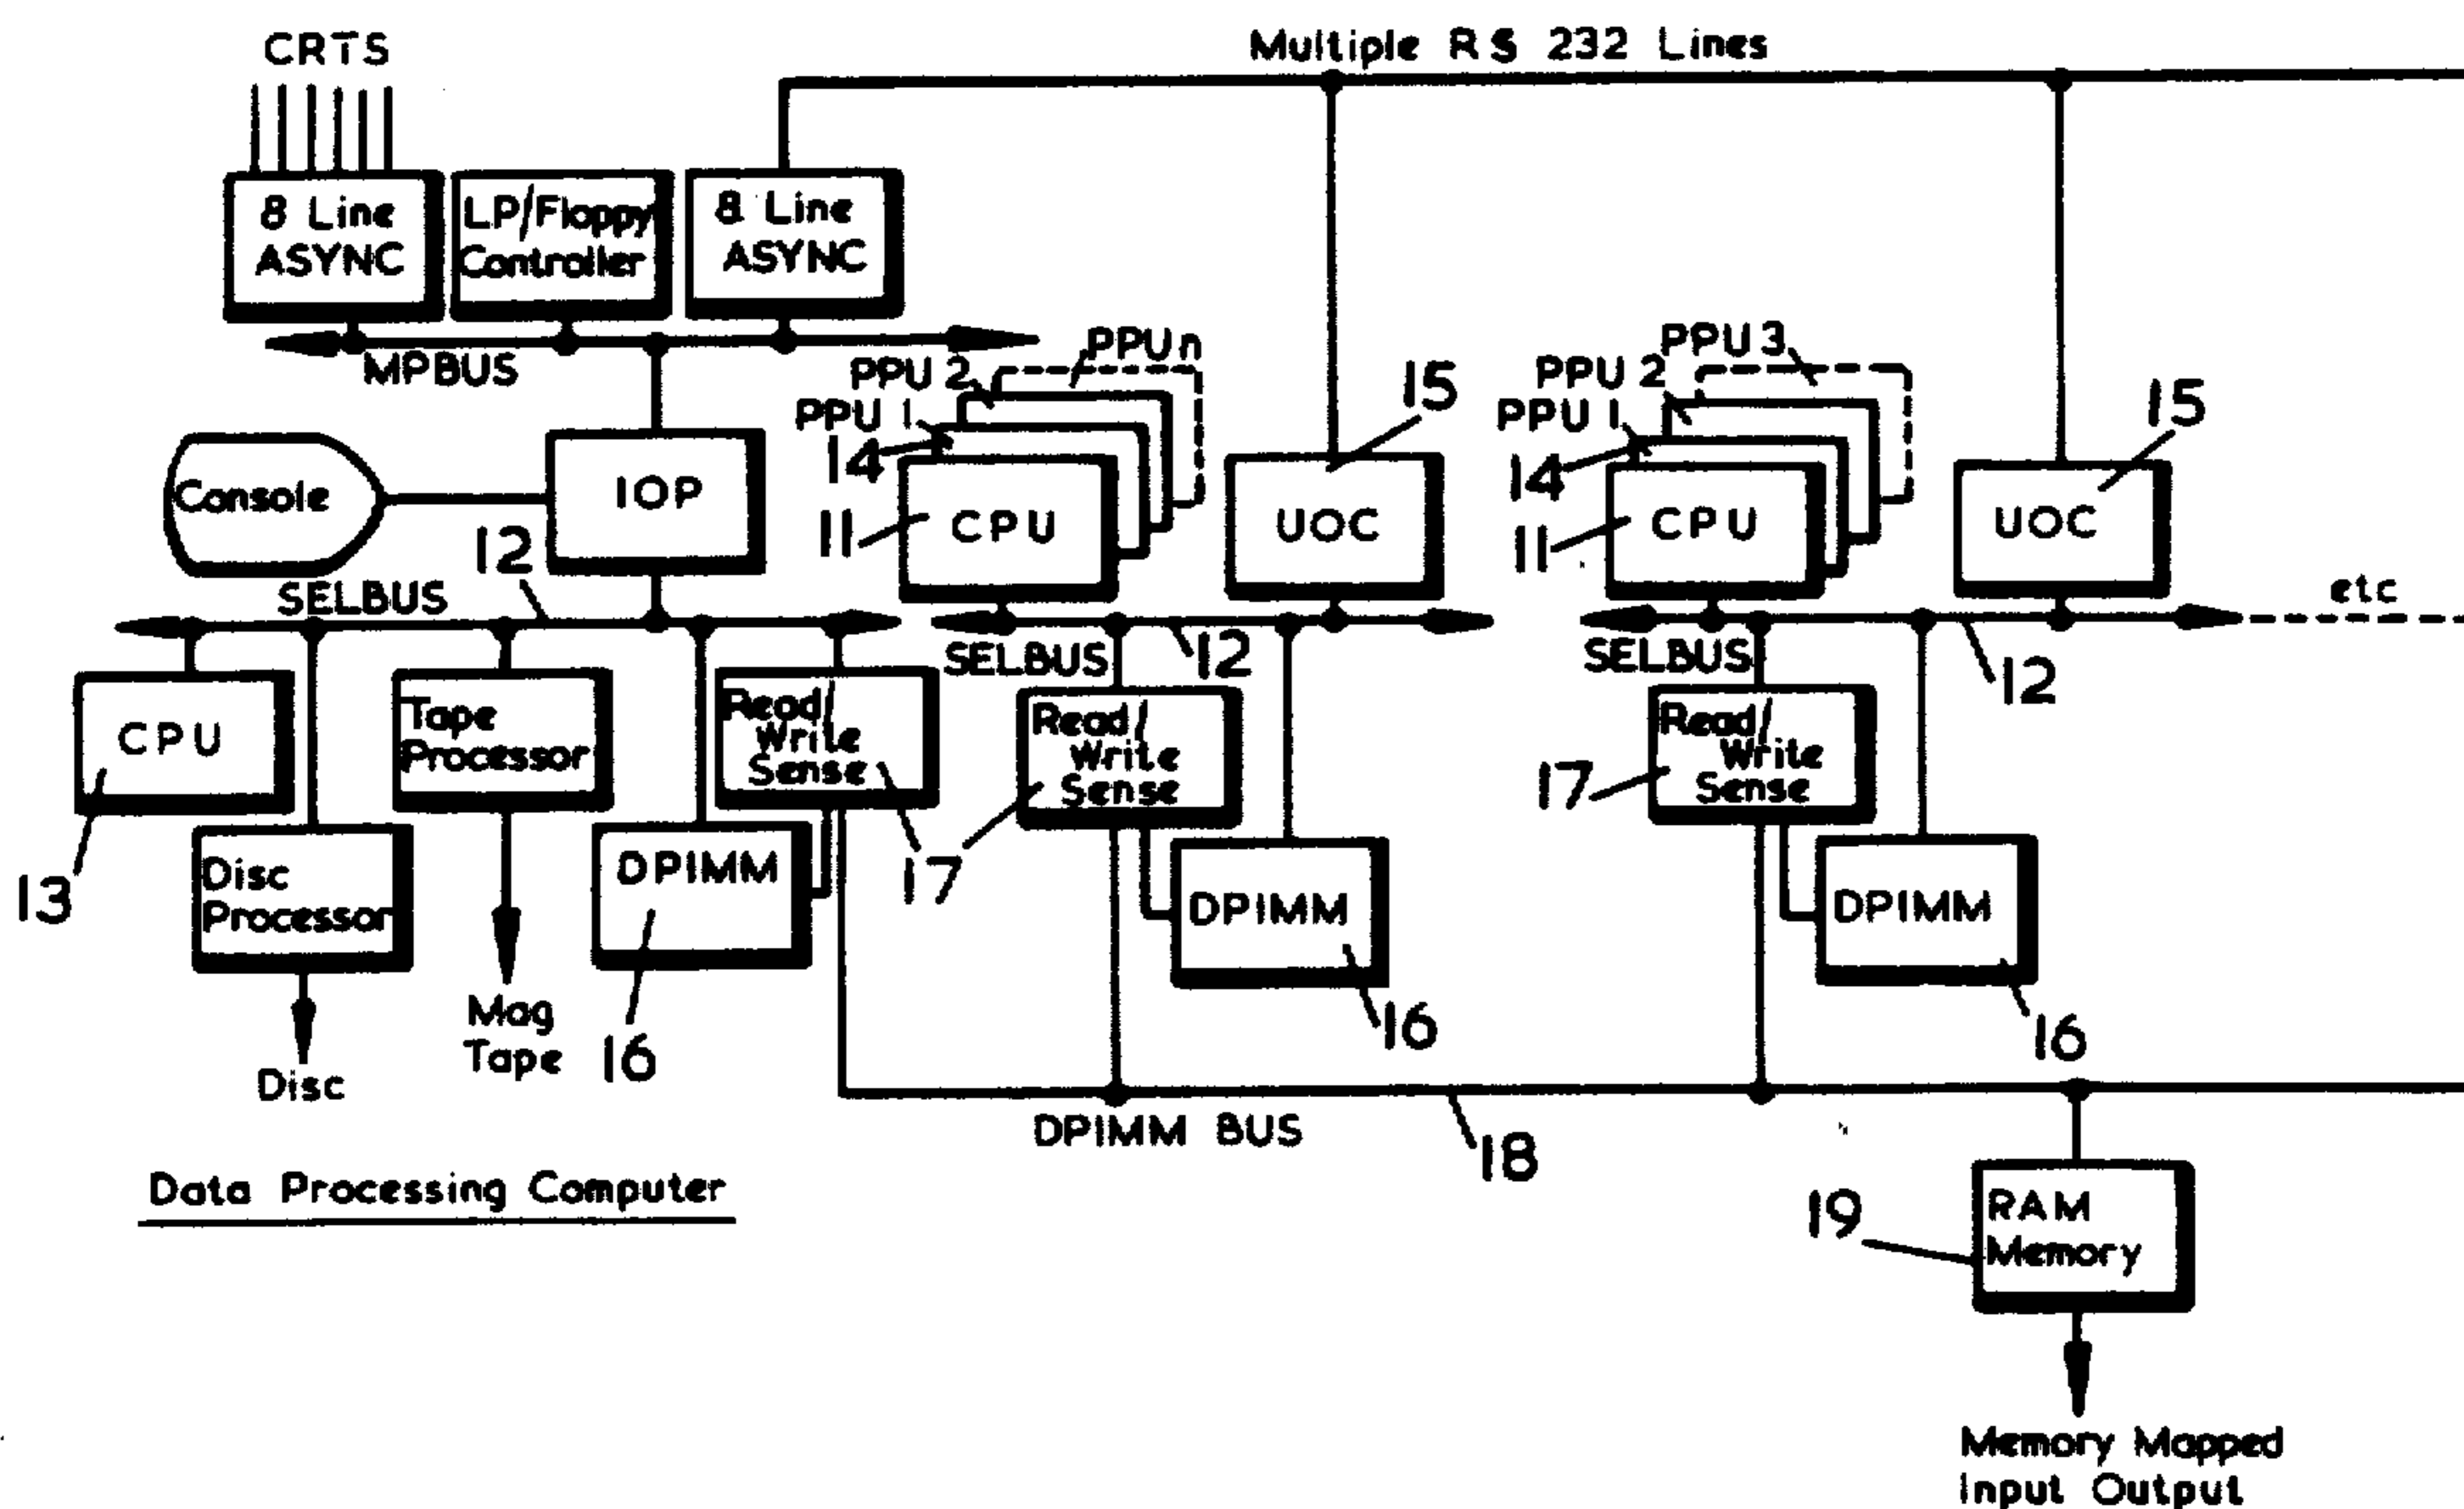 CRTS
Multiple RS 232 Lines
8 Line
ASYNC
LP/Floppy
Controller
8 Line
ASYNC
MPBUS
PPU 1
PPU 2
PPU n
14
15
PPU 1
PPU 2
PPU 3
14
15
Console
IOP
11
CPU
UOC
11
CPU
UOC
SELBUS
12
SELBUS
12
SELBUS
12
etc
CPU
13
Tape
Processor
Read/
Write
Sense
17
Read/
Write
Sense
17
Read/
Write
Sense
Disc
Processor
DPIMM
16
DPIMM
16
DPIMM
16
Disc
Mag
Tape
DPIMM BUS
18
Data Processing Computer
19
RAM
Memory
Memory Mapped
Input Output